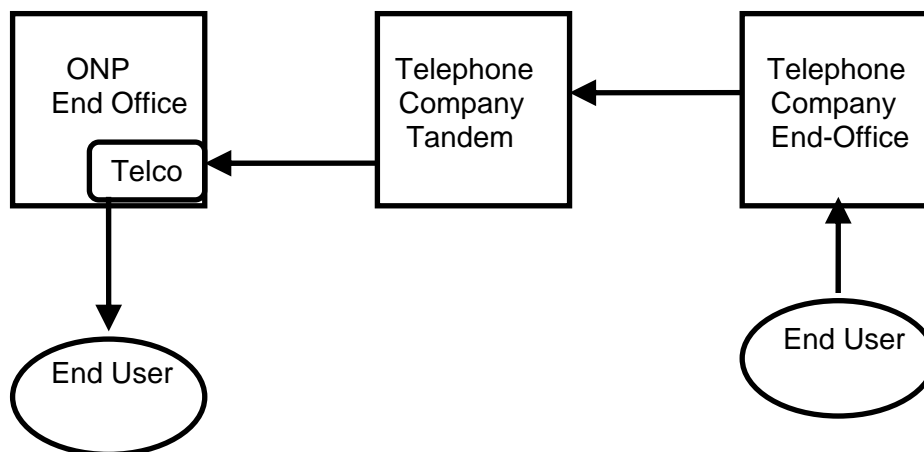 ONP
End Office
Telco
End User
Telephone
Company
Tandem
Telephone
Company
End-Office
End User